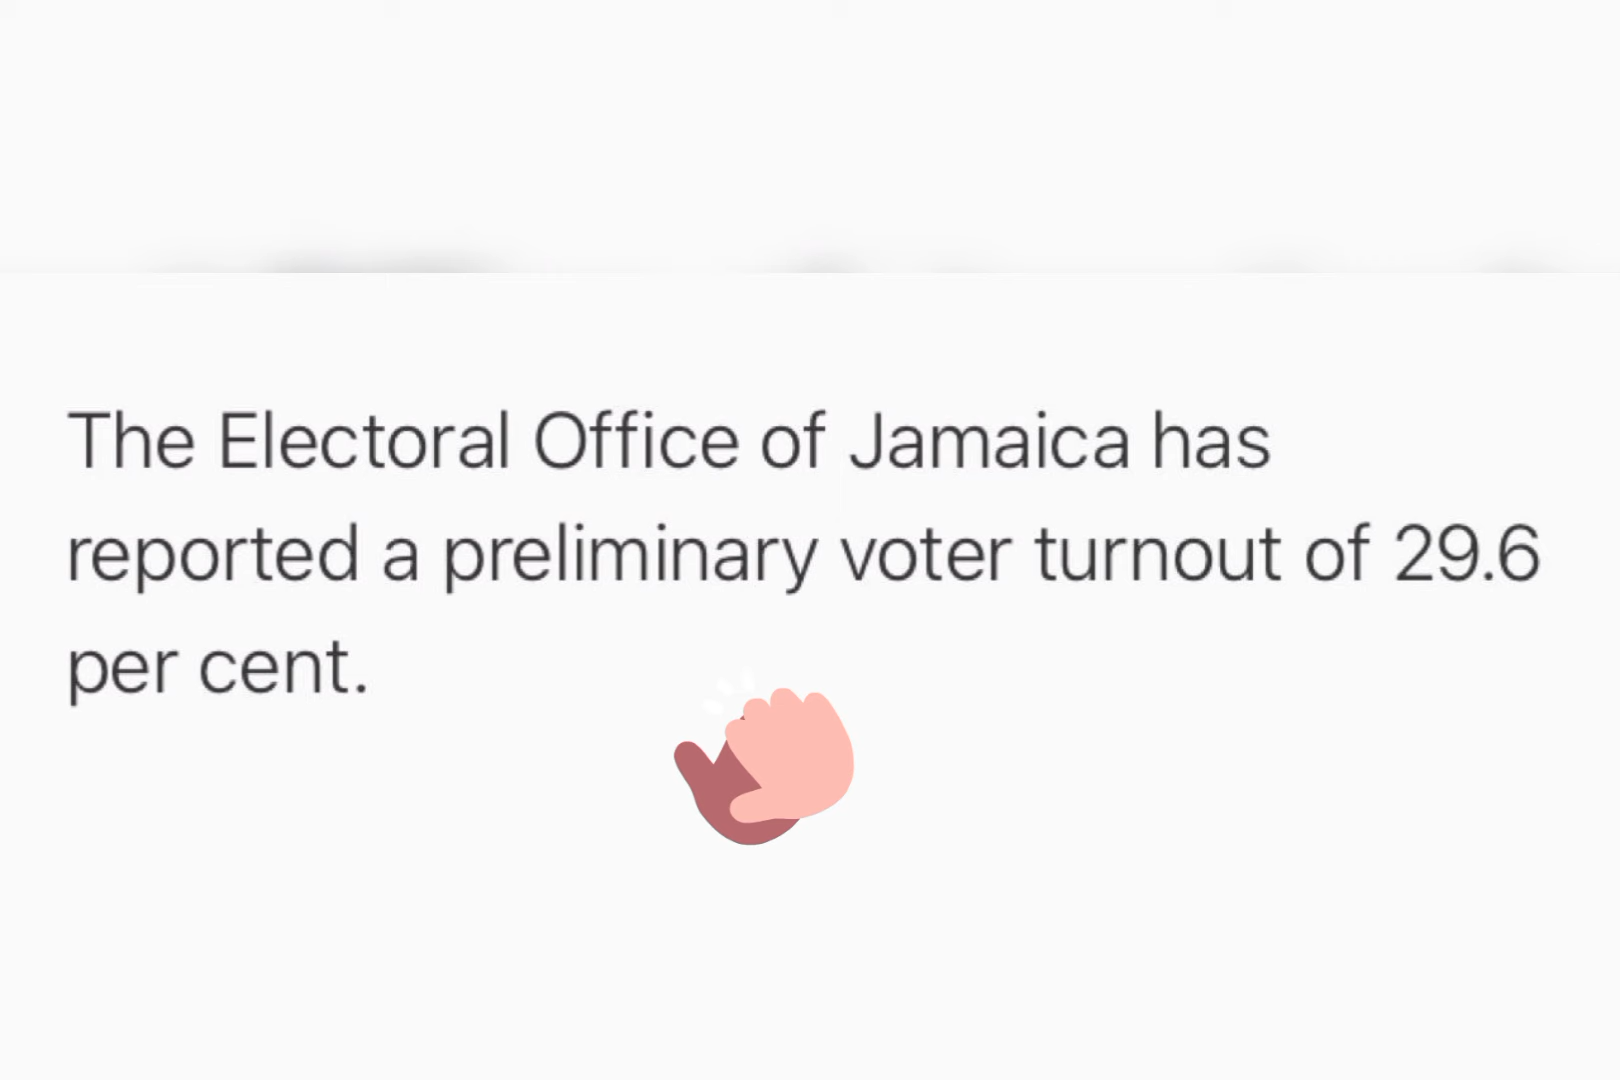 The Electoral Office of Jamaica has
reported a preliminary voter turnout of 29.6
per cent.